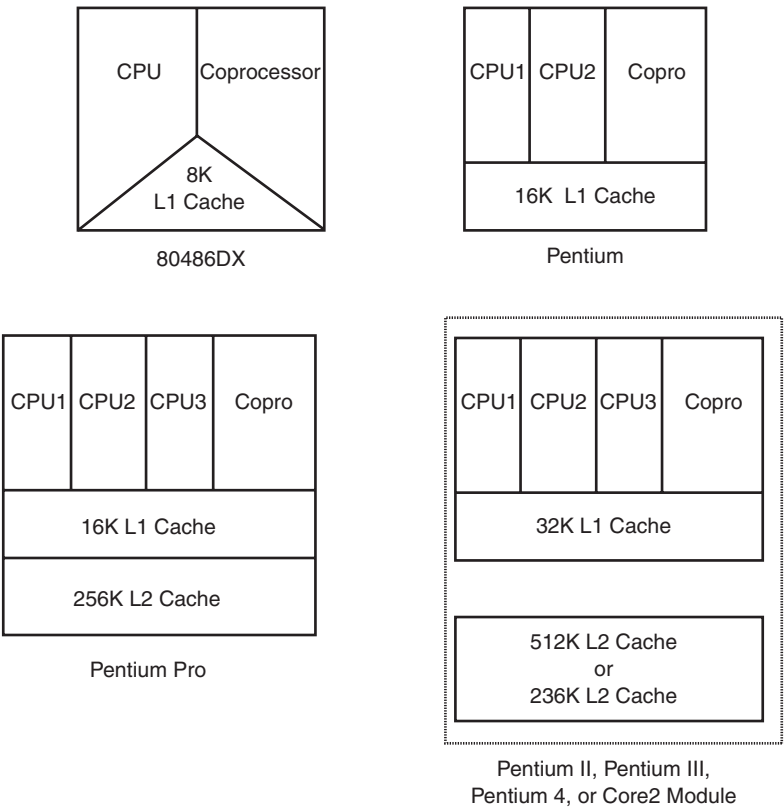 CPU
Coprocessor
8K
L1 Cache
80486DX
CPU1
CPU2
Copro
16K L1 Cache
Pentium
CPU1
CPU2
CPU3
Copro
16K L1 Cache
256K L2 Cache
Pentium Pro
CPU1
CPU2
CPU3
Copro
32K L1 Cache
512K L2 Cache
or
236K L2 Cache
Pentium II, Pentium III,
Pentium 4, or Core2 Module